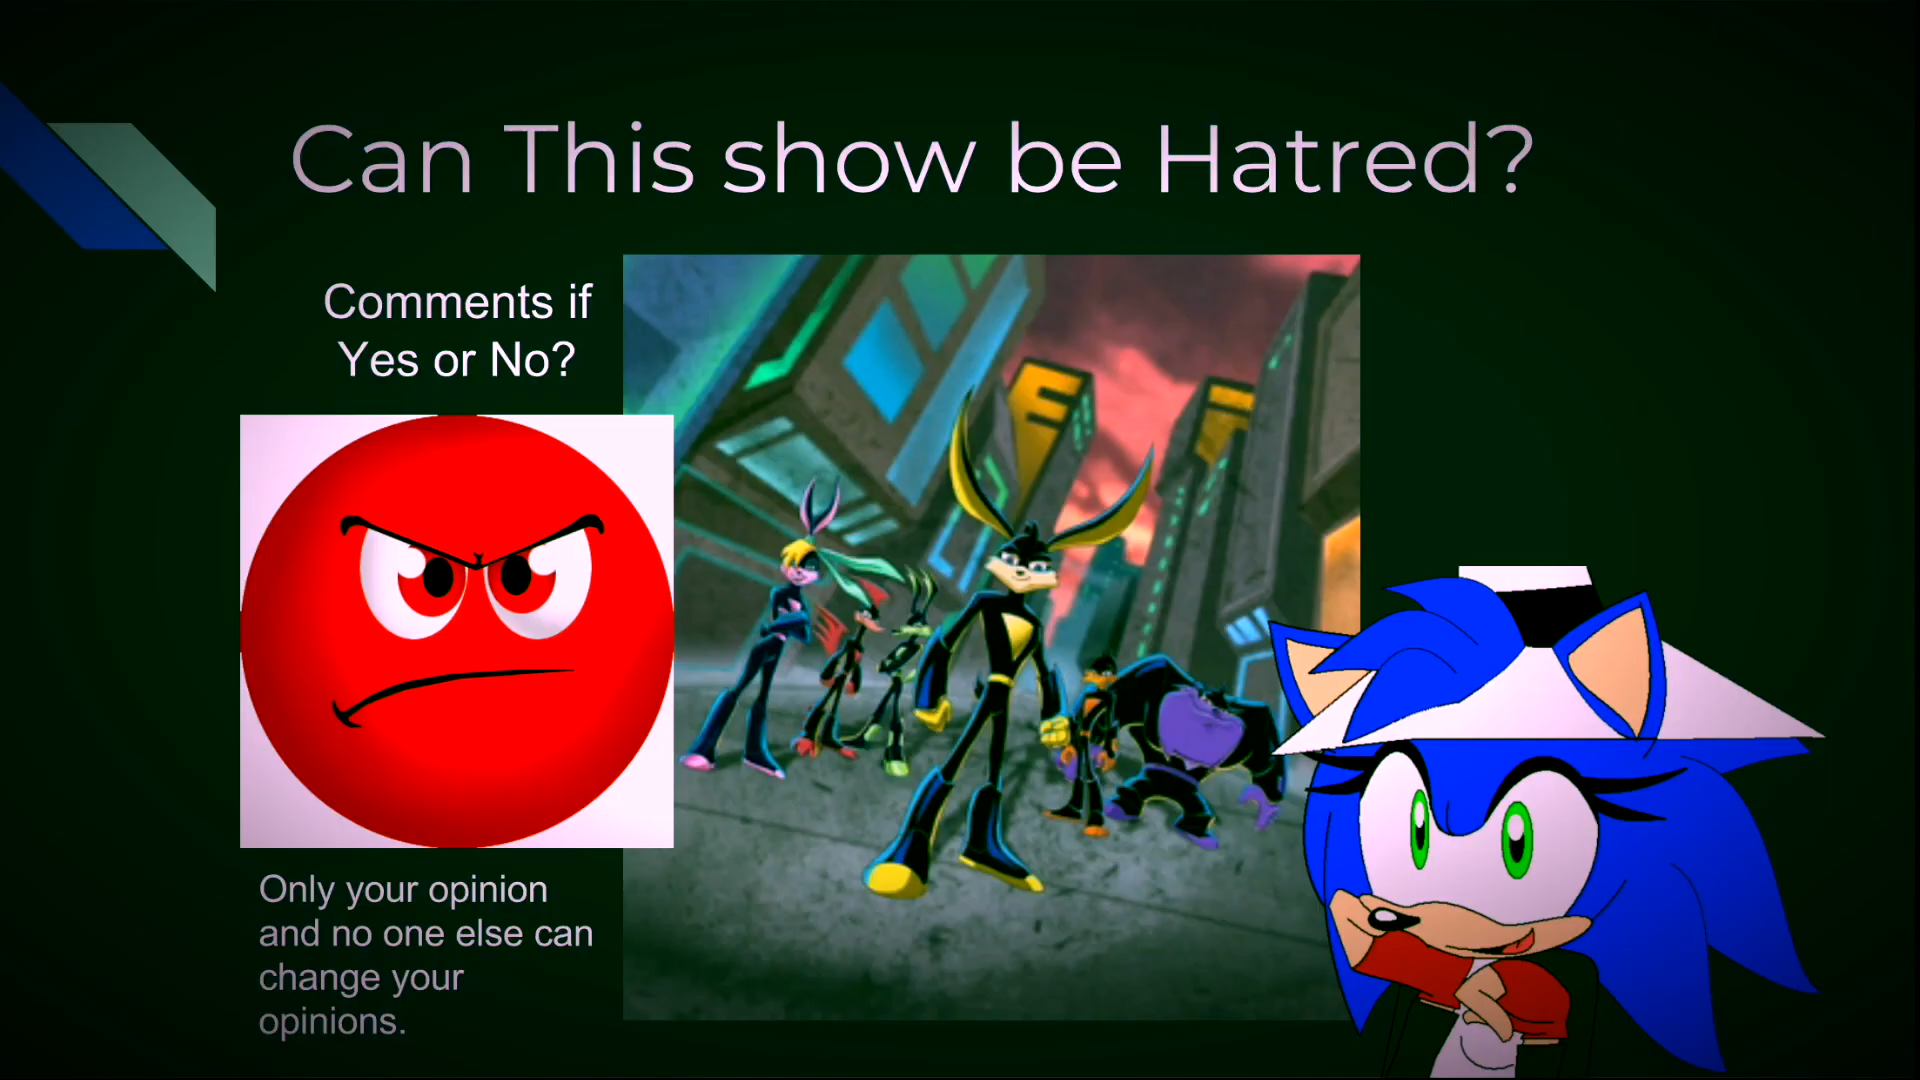 Can This show be Hatred?
Comments if
Yes or No?
Only your opinion
and no one else can
change your
opinions.